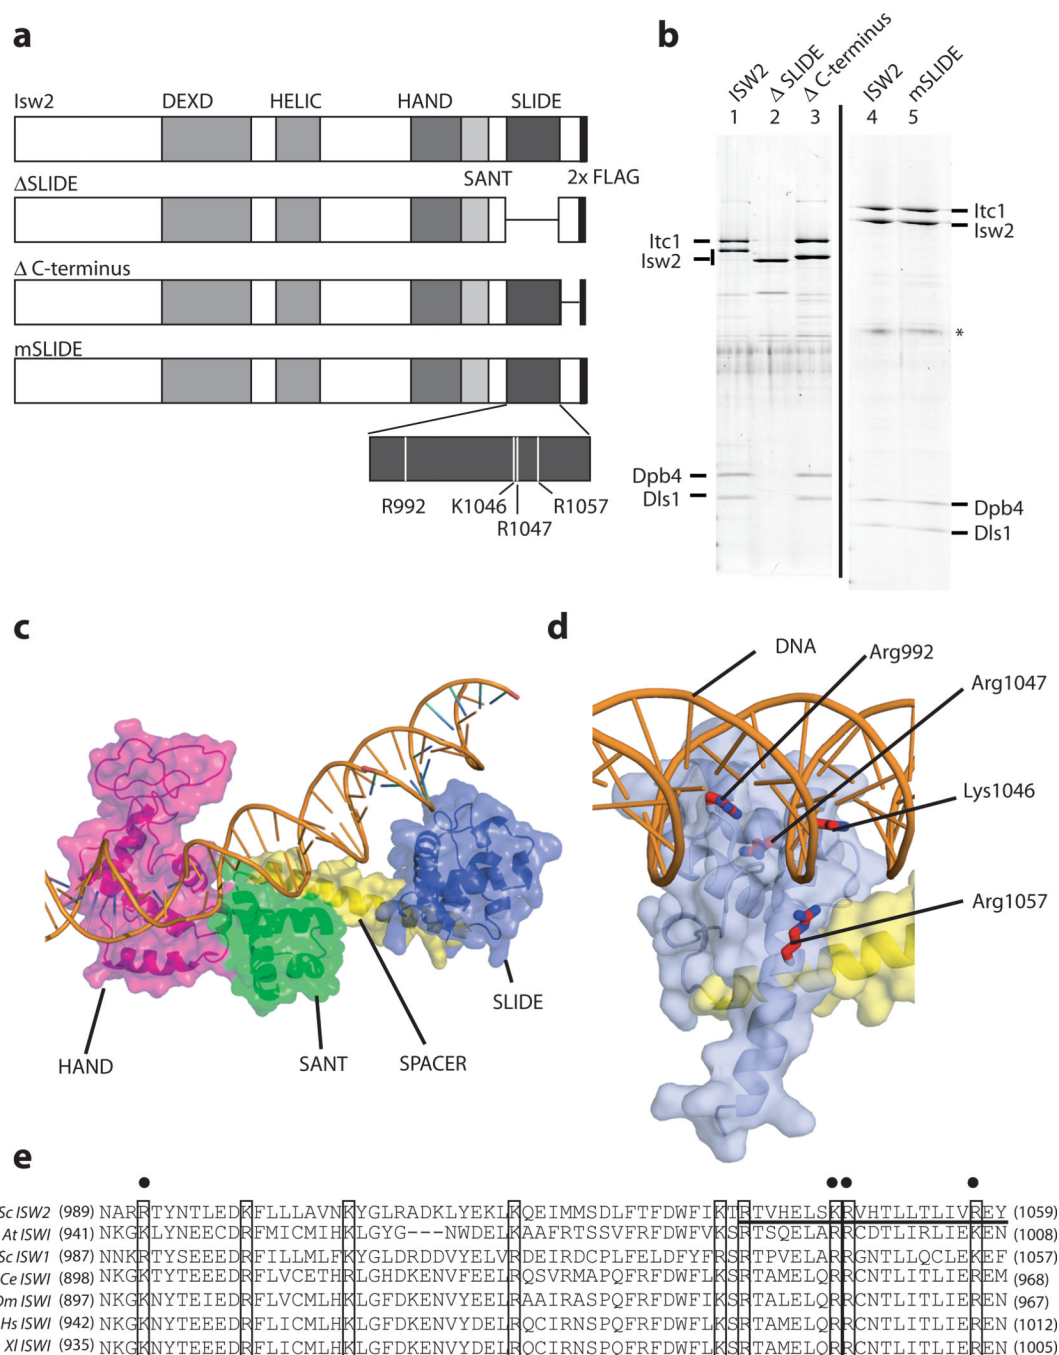 a
Isw2 DEXD HELIC HAND SLIDE
SANT 2x FLAG
ΔSLIDE
Δ C-terminus
mSLIDE
R992 K1046 R1057
R1047
b
ISW2 Δ SLIDE Δ C-terminus ISW2 mSLIDE
1 2 3 4 5
Itc1
Isw2
Dpb4
Dls1
Itc1
Isw2
*
Dpb4
Dls1
c
HAND
SANT
SPACER
SLIDE
d
DNA
Arg992
Arg1047
Lys1046
Arg1057
e
Sc ISW2 (989) NARRTYNTLEDKFLLLAVNKYGLRADKLYEKLKQEIMMSDLFTFDWFIKTRTVHELSKRVHTLLTLIVREY (1059)
At ISWI (941) NKGKLYNEECDRFMICMIHKLGYG---NWDELKAAFRTSSVFRFDWFVKSRTSQELARRCDTLIRLIEKEN (1008)
Sc ISW1 (987) NNKRTYSEEEDRFILLMLFKYGLDRDDVYELVRDEIRDCPLFELDFYFRSRTPVELARRGNTLLQCLEKEF (1057)
Ce ISWI (898) NKGKTYTEEEDRFLVCETHRLGHDKENVFEELRQSVRMAPQFRFDWFLKSRTAMELQRRCNTLITLIEREM (968)
Dm ISWI (897) NKGKNYTEIEDRFLVCMLHKLGFDKENVYEELRAAIRASPQFRFDWFLKSRTALELQRRCNTLITLIEREN (967)
Hs ISWI (942) NKGKNYTEEEDRFLICMLHKLGFDKENVYDELRQCIRNSPQFRFDWFLKSRTAMELQRRCNTLITLIEREN (1012)
Xl ISWI (935) NKGKNYTEEEDRFLICMLHKLGFDKENVYDELRQCIRNSPQFRFDWFLKSRTAMELQRRCNTLITLIEREN (1005)